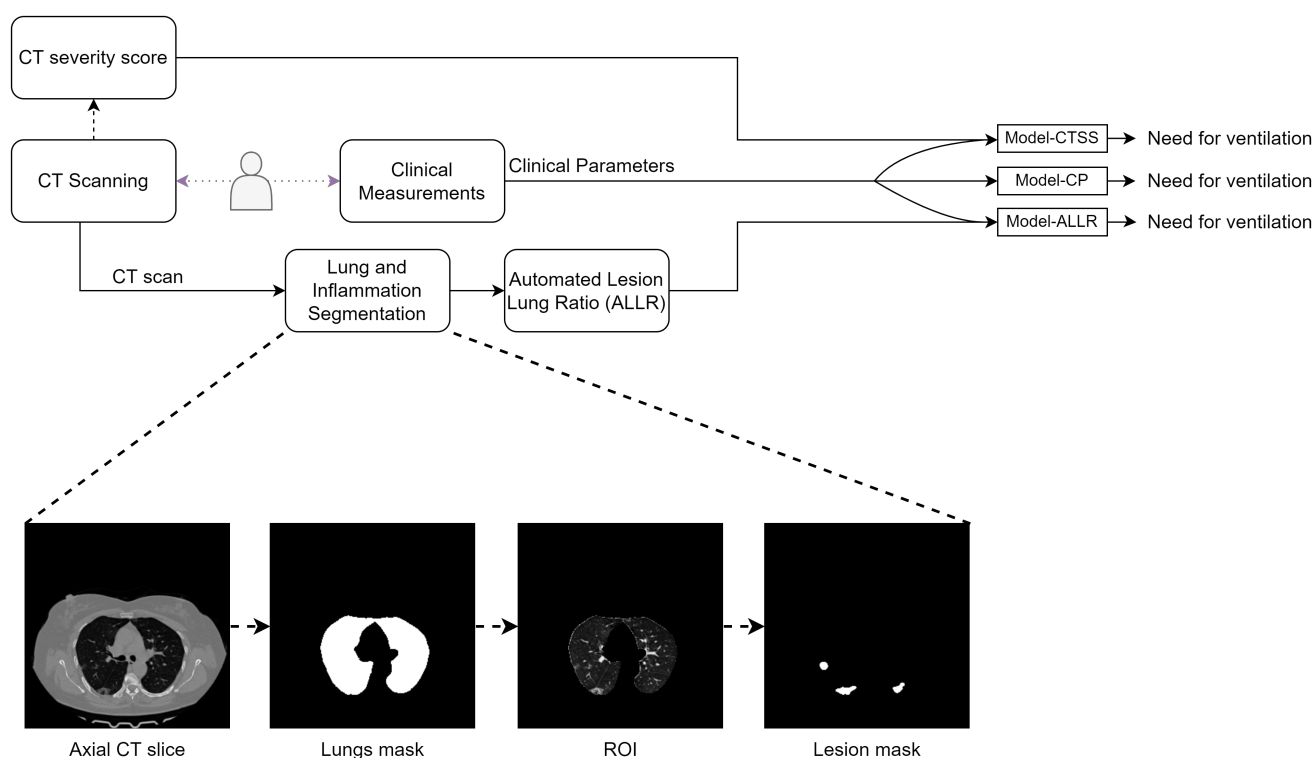 CT severity score
CT Scanning
Clinical
Measurements
Clinical Parameters
Model-CTSS
Need for ventilation
Model-CP
Need for ventilation
Model-ALLR
Need for ventilation
CT scan
Lung and
Inflammation
Segmentation
Automated Lesion
Lung Ratio (ALLR)
Axial CT slice
Lungs mask
ROI
Lesion mask